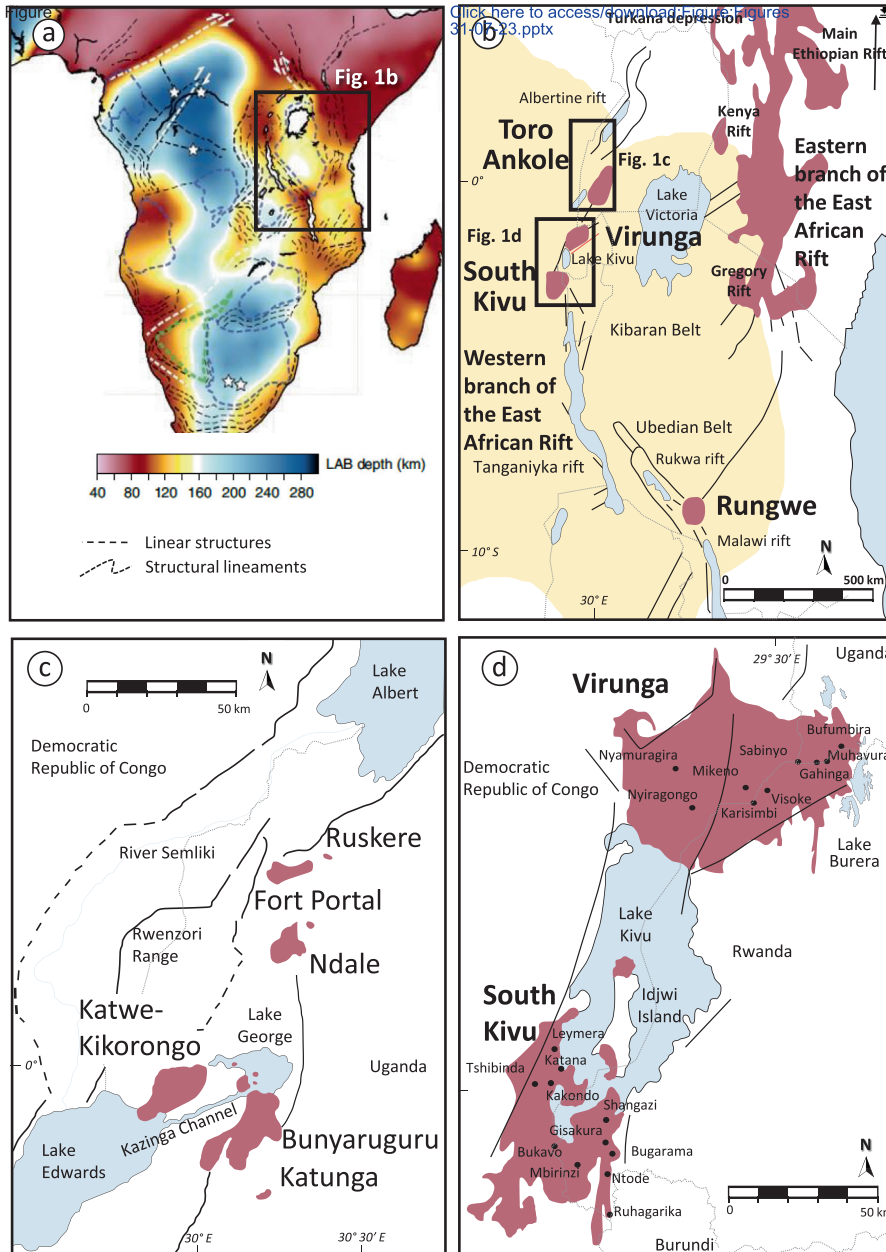 Figure
Click here to access/download;Figure;Figures
31-07-23.pptx
a
Fig. 1b
LAB depth (km)
40 80 120 160 200 240 280
Linear structures
Structural lineaments
b
Turkana depression
Main
Ethiopian Rift
Albertine rift
Kenya
Rift
Toro
Ankole
Fig. 1c
Eastern
branch of
the East
African
Rift
0°
Lake
Victoria
Fig. 1d
Virunga
Lake Kivu
South
Kivu
Gregory
Rift
Kibaran Belt
Western
branch of
the East
African Rift
Ubedian Belt
Rukwa rift
Tanganiyka rift
Rungwe
Malawi rift
10° S
N
0 500 km
30° E
c
N
0 50 km
Lake
Albert
Democratic
Republic of Congo
River Semliki
Ruskere
Fort Portal
Rwenzori
Range
Ndale
Katwe-
Kikorongo
Lake
George
0°
Uganda
Kazinga Channel
Lake
Edwards
Bunyaruguru
Katunga
30° E
30° 30′ E
d
29° 30′ E
Uganda
Virunga
Bufumbira
Nyamuragira
Sabinyo
Muhavura
Democratic
Republic of Congo
Mikeno
Gahinga
Nyiragongo
Visoke
Karisimbi
Lake
Burera
Lake
Kivu
Rwanda
South
Kivu
Idjwi
Island
Leymera
Katana
Tshibinda
Kakondo
Shangazi
Gisakura
Bukavo
Bugarama
Mbirinzi
Ntode
N
Ruhagarika
0 50 km
Burundi